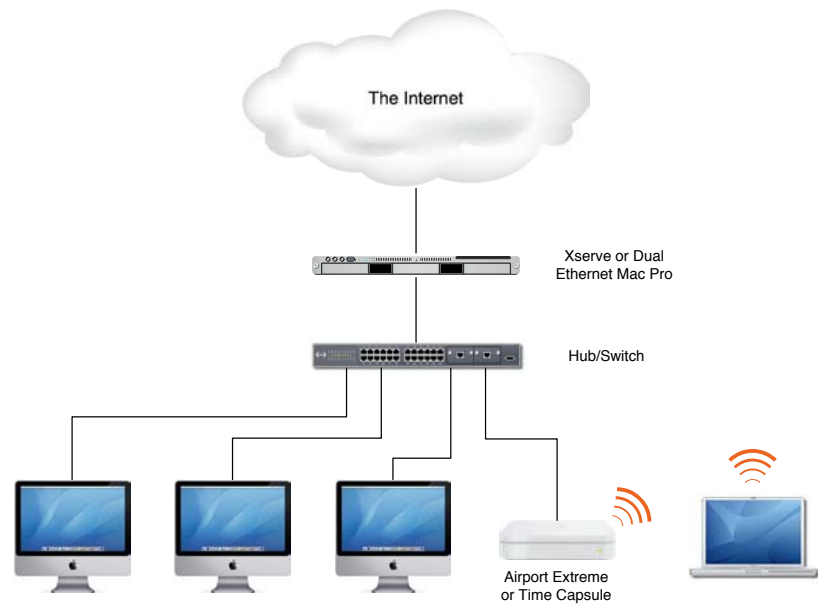 The Internet
Xserve or Dual
Ethernet Mac Pro
Hub/Switch
Airport Extreme
or Time Capsule